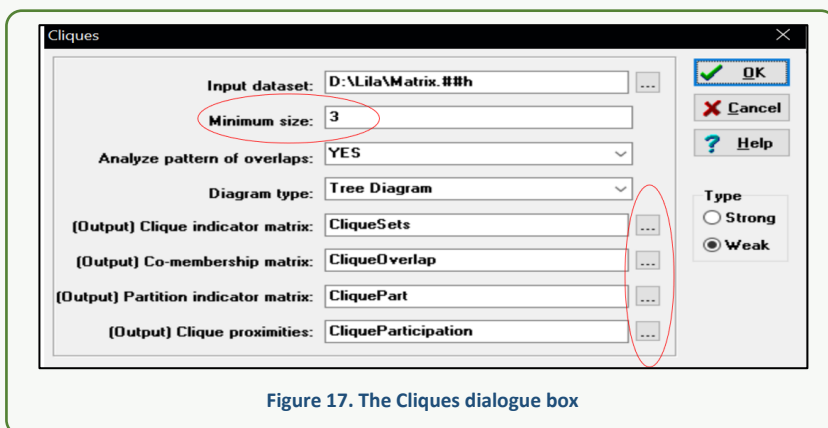 Cliques
Input dataset: D:\Lila\Matrix.##h ...
Minimum size: 3
Analyze pattern of overlaps: YES
Diagram type: Tree Diagram
(Output) Clique indicator matrix: CliqueSets ...
(Output) Co-membership matrix: CliqueOverlap ...
(Output) Partition indicator matrix: CliquePart ...
(Output) Clique proximities: CliqueParticipation ...
OK
Cancel
? Help
Type
Strong
Weak
Figure 17. The Cliques dialogue box